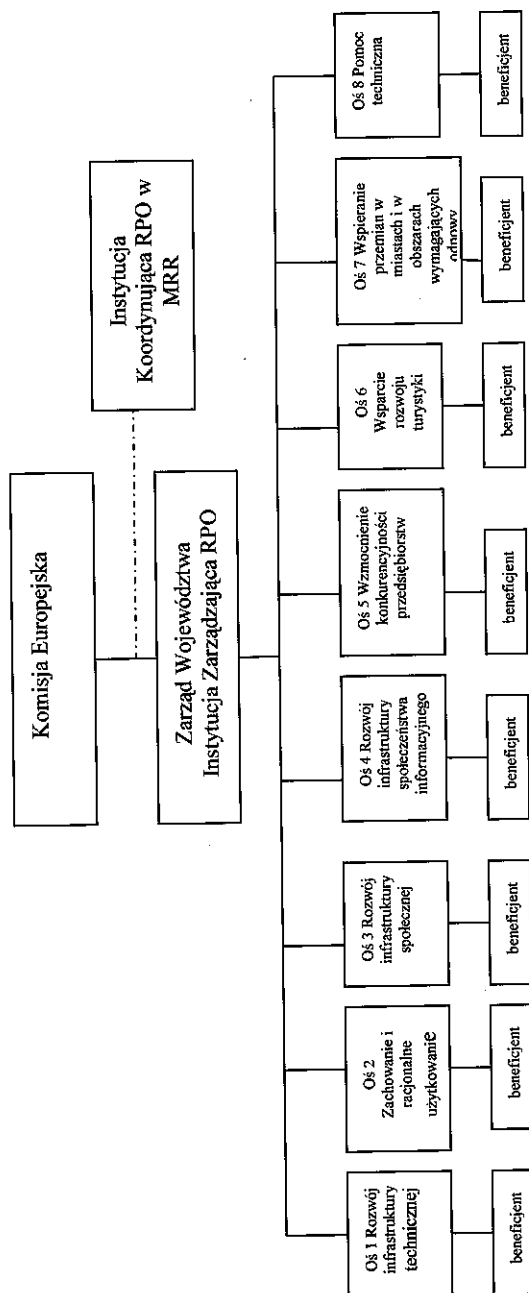 Komisja Europejska
Instytucja
Koordynująca RPO w
MRR
Zarząd Województwa
Instytucja Zarządzająca RPO
Oś 1 Rozwój
infrastruktury
technicznej
Oś 2
Zachowanie i
racjonalne
użytkowanie
Oś 3 Rozwój
infrastruktury
społecznej
Oś 4 Rozwój
infrastruktury
społeczeństwa
informacyjnego
Oś 5 Wzmocnienie
konkurencyjności
przedsiębiorstw
Oś 6
Wsparcie
rozwoju
turystyki
Oś 7 Wspieranie
przemian w
miastach i w
obszarach
wymagających
odnowy
Oś 8 Pomoc
techniczna
beneficjent
beneficjent
beneficjent
beneficjent
beneficjent
beneficjent
beneficjent
beneficjent